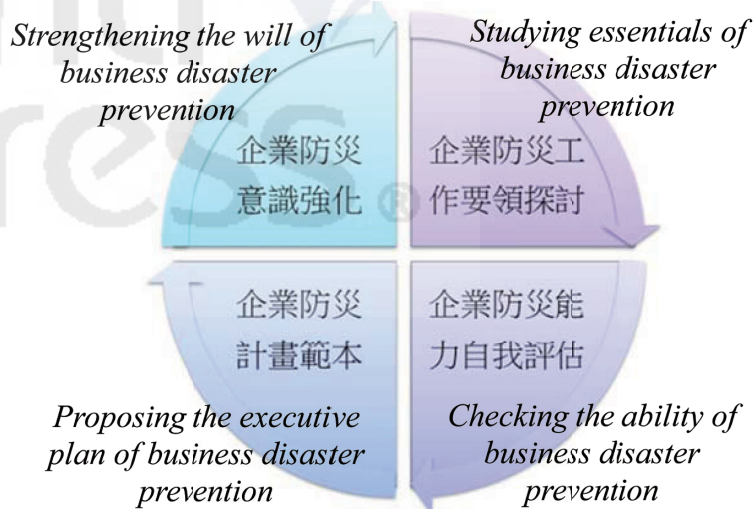 Strengthening the will of
business disaster
prevention
企業防災
意識強化
Studying essentials of
business disaster
prevention
企業防災工
作要領探討
企業防災
計畫範本
Proposing the executive
plan of business disaster
prevention
企業防災能
力自我評估
Checking the ability of
business disaster
prevention
ress ®